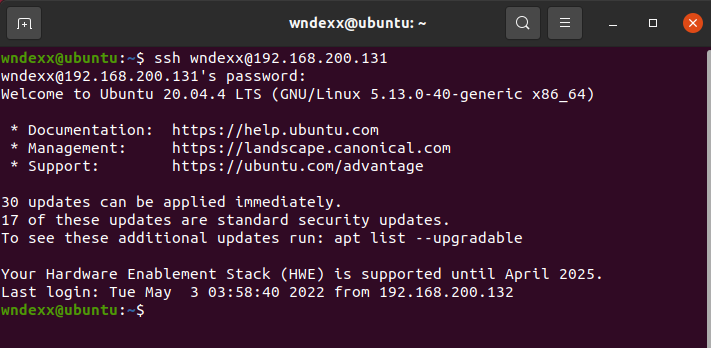 wndexx@ubuntu: ~
wndexx@ubuntu:~$ ssh wndexx@192.168.200.131
wndexx@192.168.200.131's password:
Welcome to Ubuntu 20.04.4 LTS (GNU/Linux 5.13.0-40-generic x86_64)

 * Documentation:  https://help.ubuntu.com
 * Management:     https://landscape.canonical.com
 * Support:        https://ubuntu.com/advantage

30 updates can be applied immediately.
17 of these updates are standard security updates.
To see these additional updates run: apt list --upgradable

Your Hardware Enablement Stack (HWE) is supported until April 2025.
Last login: Tue May  3 03:58:40 2022 from 192.168.200.132
wndexx@ubuntu:~$